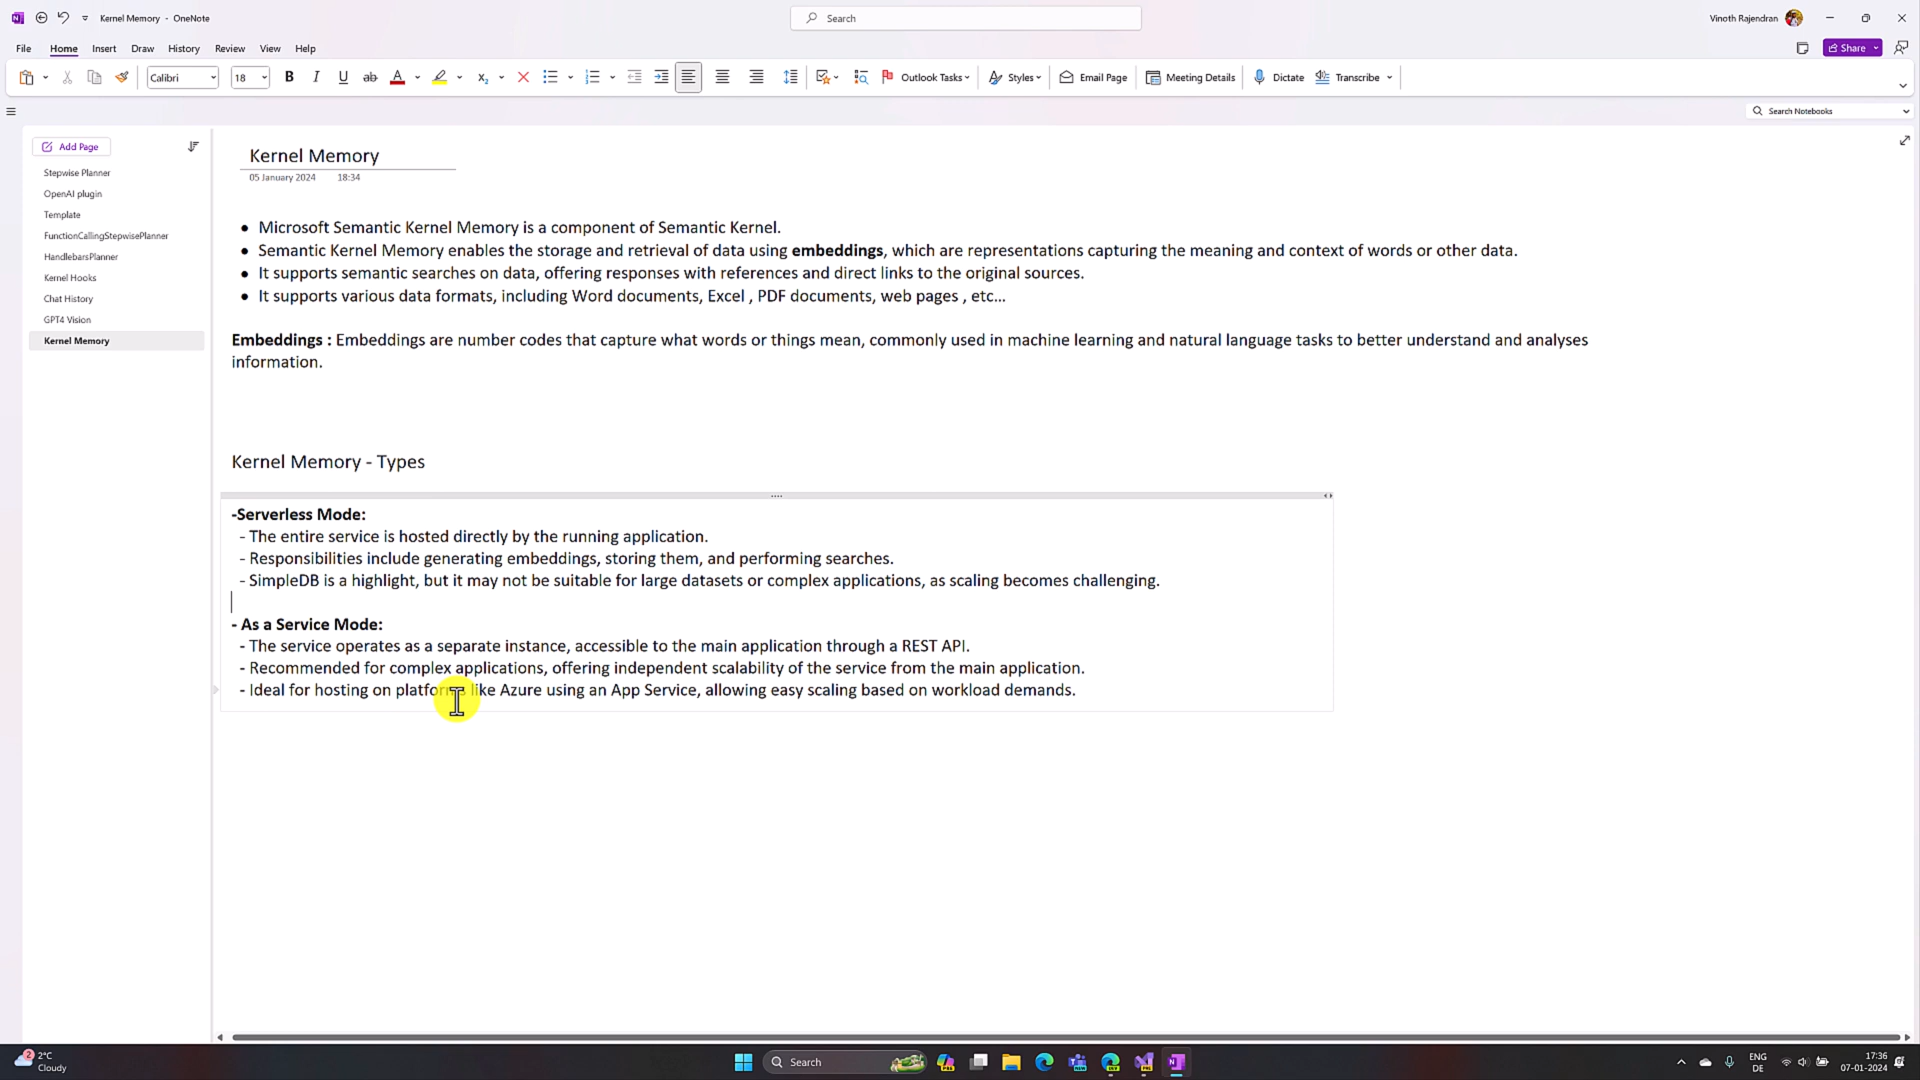 Kernel Memory - OneNote
Search
Vinoth Rajendran
File Home Insert Draw History Review View Help
Share
Calibri 18 B I U ab A X₂ Outlook Tasks Styles Email Page Meeting Details Dictate Transcribe
Search Notebooks
Add Page
Stepwise Planner
OpenAI plugin
Template
FunctionCallingStepwisePlanner
HandlebarsPlanner
Kernel Hooks
Chat History
GPT4 Vision
Kernel Memory
Kernel Memory
05 January 2024 18:34
• Microsoft Semantic Kernel Memory is a component of Semantic Kernel.
• Semantic Kernel Memory enables the storage and retrieval of data using embeddings, which are representations capturing the meaning and context of words or other data.
• It supports semantic searches on data, offering responses with references and direct links to the original sources.
• It supports various data formats, including Word documents, Excel , PDF documents, web pages , etc...
Embeddings : Embeddings are number codes that capture what words or things mean, commonly used in machine learning and natural language tasks to better understand and analyses
information.
Kernel Memory - Types
-Serverless Mode:
- The entire service is hosted directly by the running application.
- Responsibilities include generating embeddings, storing them, and performing searches.
- SimpleDB is a highlight, but it may not be suitable for large datasets or complex applications, as scaling becomes challenging.
- As a Service Mode:
- The service operates as a separate instance, accessible to the main application through a REST API.
- Recommended for complex applications, offering independent scalability of the service from the main application.
- Ideal for hosting on platforms like Azure using an App Service, allowing easy scaling based on workload demands.
2
2°C
Cloudy
Search
ENG
DE
17:36
07-01-2024